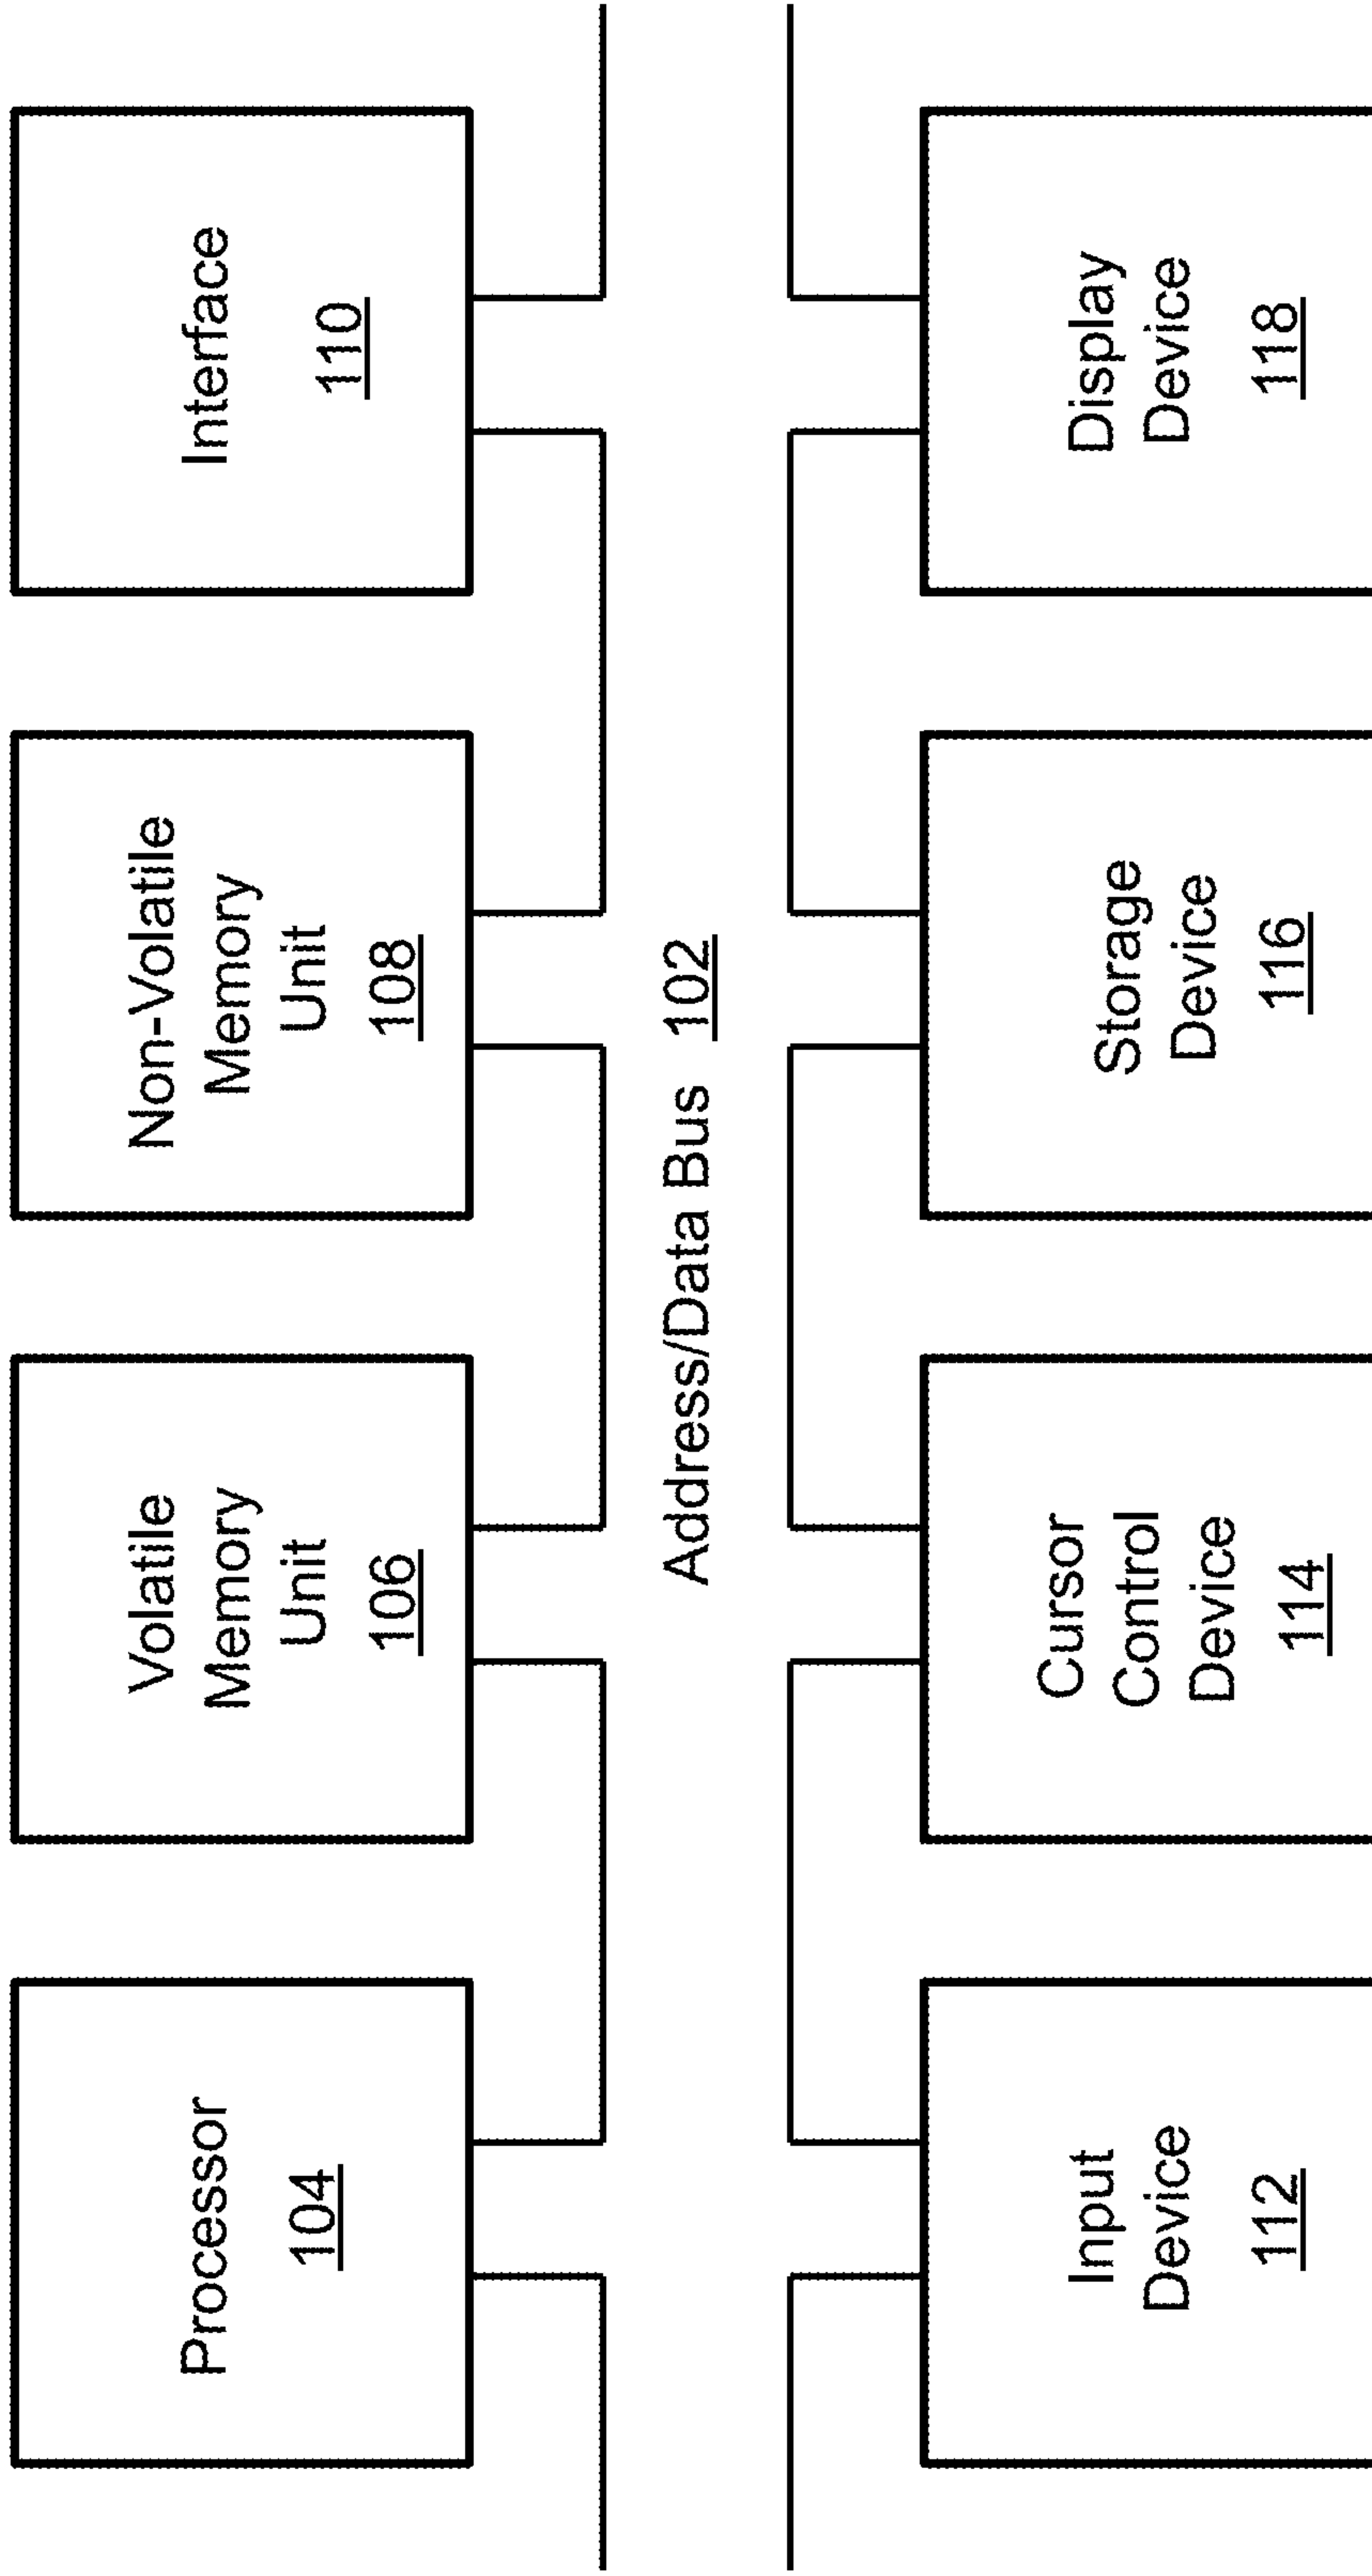 Processor
104
Volatile
Memory
Unit
106
Non-Volatile
Memory
Unit
108
Interface
110
Address/Data Bus 102
Input
Device
112
Cursor
Control
Device
114
Storage
Device
116
Display
Device
118